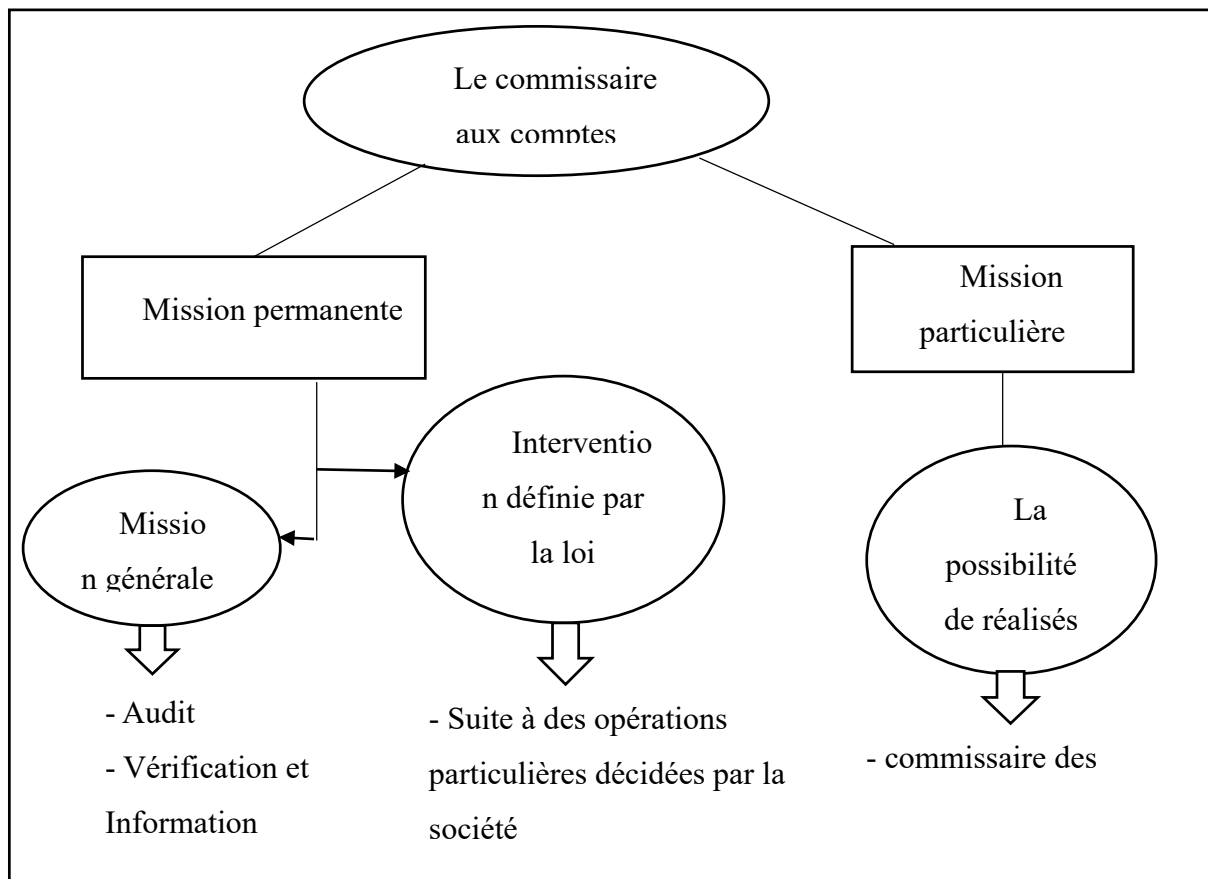 Le commissaire
aux comptes
Mission permanente
Mission
particulière
Interventio
n définie par
la loi
Missio
n générale
La
possibilité
de réalisés
- Audit
- Vérification et
Information
- Suite à des opérations
particulières décidées par la
société
- commissaire des